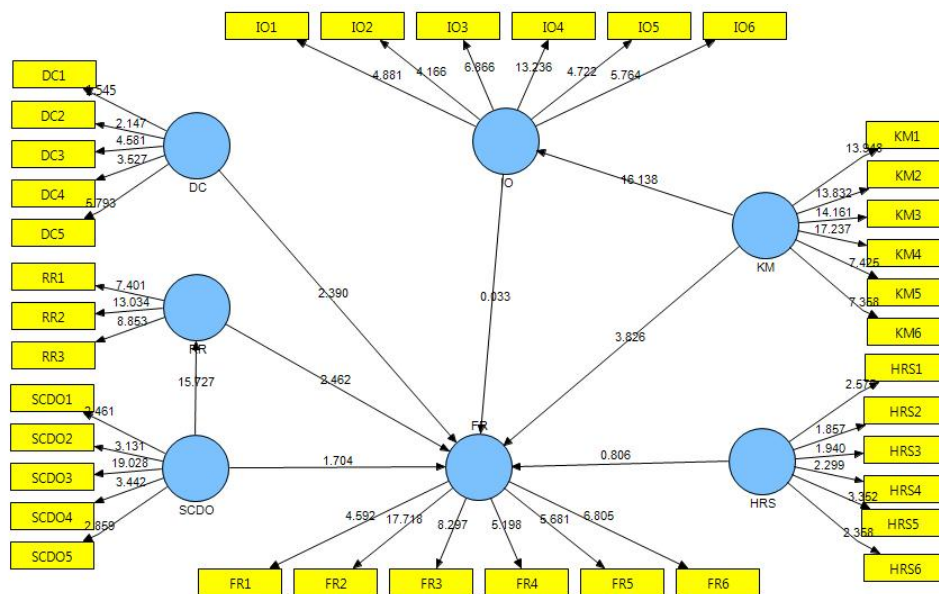 IO1
IO2
IO3
IO4
IO5
IO6
4.881
4.166
6.866
13.236
4.722
5.764
IO
DC1
DC2
DC3
DC4
DC5
2.147
4.581
3.527
5.793
DC
KM1
KM2
KM3
KM4
KM5
KM6
13.948
13.832
14.161
17.237
7.425
7.358
KM
16.138
0.033
2.390
3.826
RR1
RR2
RR3
7.401
13.034
8.853
RR
15.727
2.462
SCDO1
SCDO2
SCDO3
SCDO4
SCDO5
3.131
19.028
3.442
2.859
SCDO
1.704
FR
0.806
HRS1
HRS2
HRS3
HRS4
HRS5
HRS6
1.857
1.940
2.299
3.352
2.358
HRS
4.592
17.718
8.297
5.198
5.681
6.805
FR1
FR2
FR3
FR4
FR5
FR6